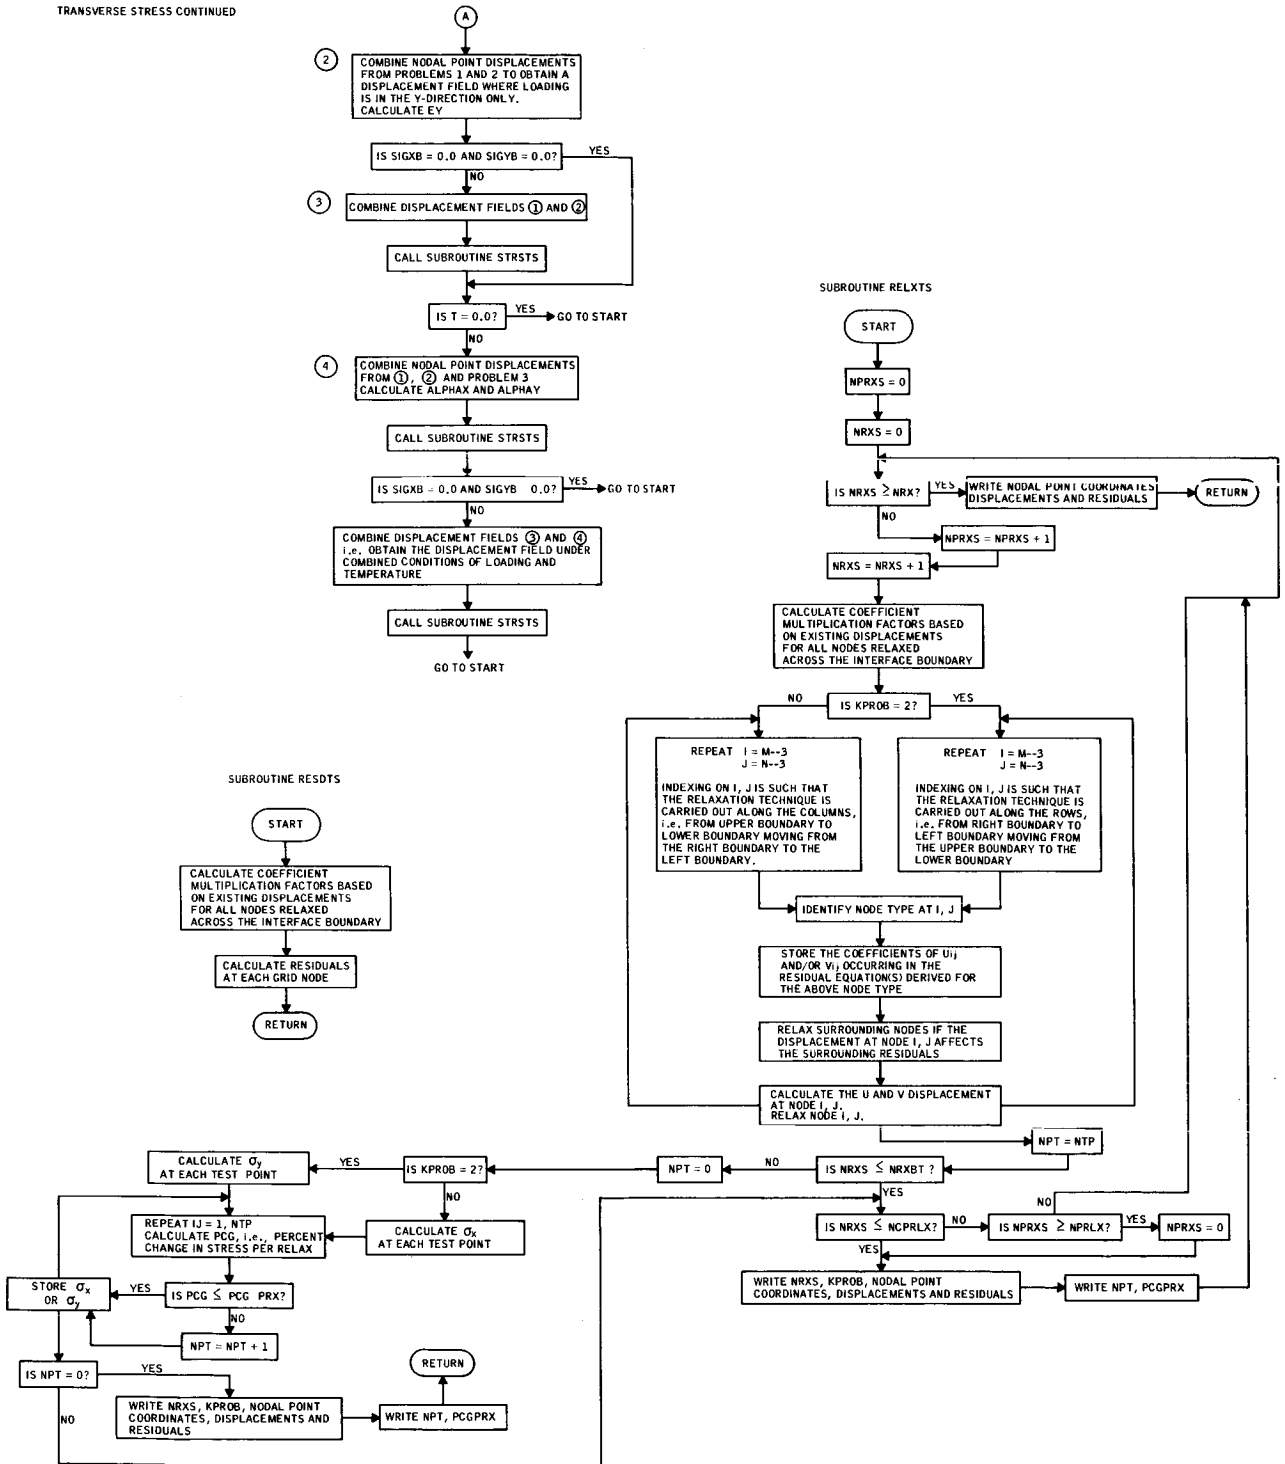 TRANSVERSE STRESS CONTINUED
A
2
COMBINE NODAL POINT DISPLACEMENTS
FROM PROBLEMS 1 AND 2 TO OBTAIN A
DISPLACEMENT FIELD WHERE LOADING
IS IN THE Y-DIRECTION ONLY.
CALCULATE EY
IS SIGXB = 0.0 AND SIGYB = 0.0?
YES
NO
3
COMBINE DISPLACEMENT FIELDS ① AND ②
CALL SUBROUTINE STRSTS
IS T = 0.0?
YES
GO TO START
NO
4
COMBINE NODAL POINT DISPLACEMENTS
FROM ①, ② AND PROBLEM 3
CALCULATE ALPHAX AND ALPHAY
CALL SUBROUTINE STRSTS
IS SIGXB = 0.0 AND SIGYB 0.0?
YES
GO TO START
NO
COMBINE DISPLACEMENT FIELDS ③ AND ④
i.e. OBTAIN THE DISPLACEMENT FIELD UNDER
COMBINED CONDITIONS OF LOADING AND
TEMPERATURE
CALL SUBROUTINE STRSTS
GO TO START
SUBROUTINE RESDTS
START
CALCULATE COEFFICIENT
MULTIPLICATION FACTORS BASED
ON EXISTING DISPLACEMENTS
FOR ALL NODES RELAXED
ACROSS THE INTERFACE BOUNDARY
CALCULATE RESIDUALS
AT EACH GRID NODE
RETURN
SUBROUTINE RELXTS
START
NPRXS = 0
NRXS = 0
IS NRXS ≥ NRX?
YES
WRITE NODAL POINT COORDINATES
DISPLACEMENTS AND RESIDUALS
RETURN
NO
NPRXS = NPRXS + 1
NRXS = NRXS + 1
CALCULATE COEFFICIENT
MULTIPLICATION FACTORS BASED
ON EXISTING DISPLACEMENTS
FOR ALL NODES RELAXED
ACROSS THE INTERFACE BOUNDARY
NO
IS KPROB = 2?
YES
REPEAT I = M--3
J = N--3
INDEXING ON I, J IS SUCH THAT
THE RELAXATION TECHNIQUE IS
CARRIED OUT ALONG THE COLUMNS,
i.e. FROM UPPER BOUNDARY TO
LOWER BOUNDARY MOVING FROM
THE RIGHT BOUNDARY TO THE
LEFT BOUNDARY.
REPEAT I = M--3
J = N--3
INDEXING ON I, J IS SUCH THAT
THE RELAXATION TECHNIQUE IS
CARRIED OUT ALONG THE ROWS,
i.e. FROM RIGHT BOUNDARY TO
LEFT BOUNDARY MOVING FROM
THE UPPER BOUNDARY TO THE
LOWER BOUNDARY
IDENTIFY NODE TYPE AT I, J
STORE THE COEFFICIENTS OF Uij
AND/OR Vij OCCURRING IN THE
RESIDUAL EQUATION(S) DERIVED FOR
THE ABOVE NODE TYPE
RELAX SURROUNDING NODES IF THE
DISPLACEMENT AT NODE I, J AFFECTS
THE SURROUNDING RESIDUALS
CALCULATE THE U AND V DISPLACEMENT
AT NODE I, J.
RELAX NODE I, J.
NPT = NTP
IS NRXS ≤ NRXBT ?
NO
NPT = 0
IS KPROB = 2?
YES
CALCULATE σy
AT EACH TEST POINT
NO
CALCULATE σx
AT EACH TEST POINT
REPEAT IJ = 1, NTP
CALCULATE PCG, i.e., PERCENT
CHANGE IN STRESS PER RELAX
IS PCG ≤ PCG PRX?
YES
STORE σx
OR σy
NO
NPT = NPT + 1
IS NPT = 0?
YES
NO
WRITE NRXS, KPROB, NODAL POINT
COORDINATES, DISPLACEMENTS AND
RESIDUALS
WRITE NPT, PCGPRX
RETURN
YES
IS NRXS ≤ NCPRLX?
NO
IS NPRXS ≥ NPRLX?
NO
YES
NPRXS = 0
YES
WRITE NRXS, KPROB, NODAL POINT
COORDINATES, DISPLACEMENTS AND RESIDUALS
WRITE NPT, PCGPRX